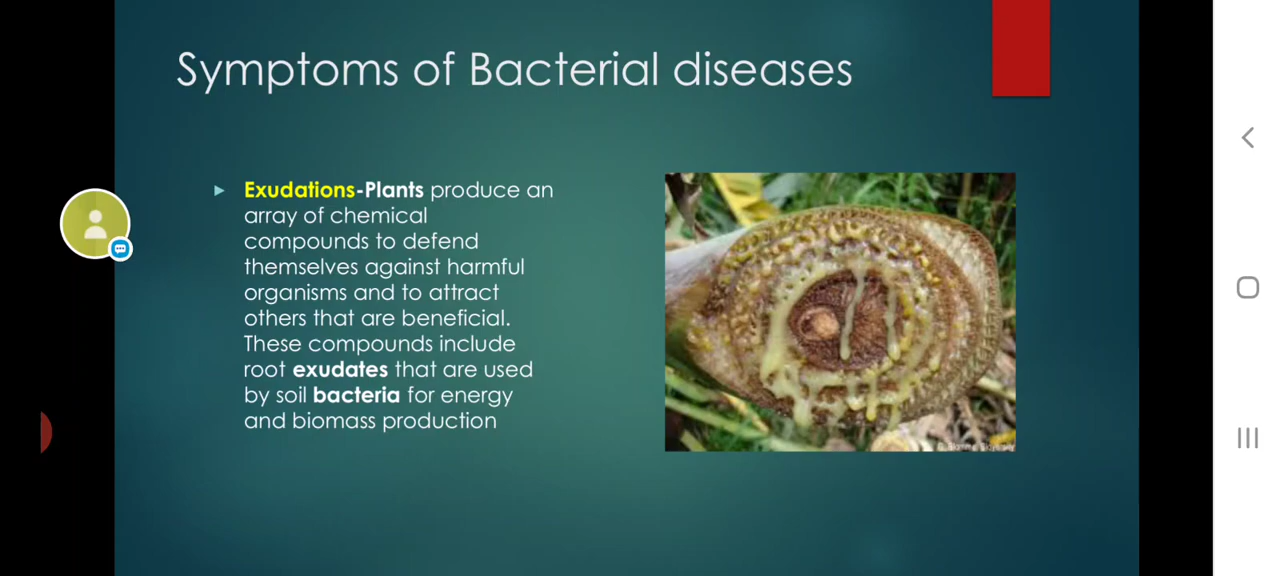 Symptoms of Bacterial diseases
Exudations-Plants produce an
array of chemical
compounds to defend
themselves against harmful
organisms and to attract
others that are beneficial.
These compounds include
root exudates that are used
by soil bacteria for energy
and biomass production